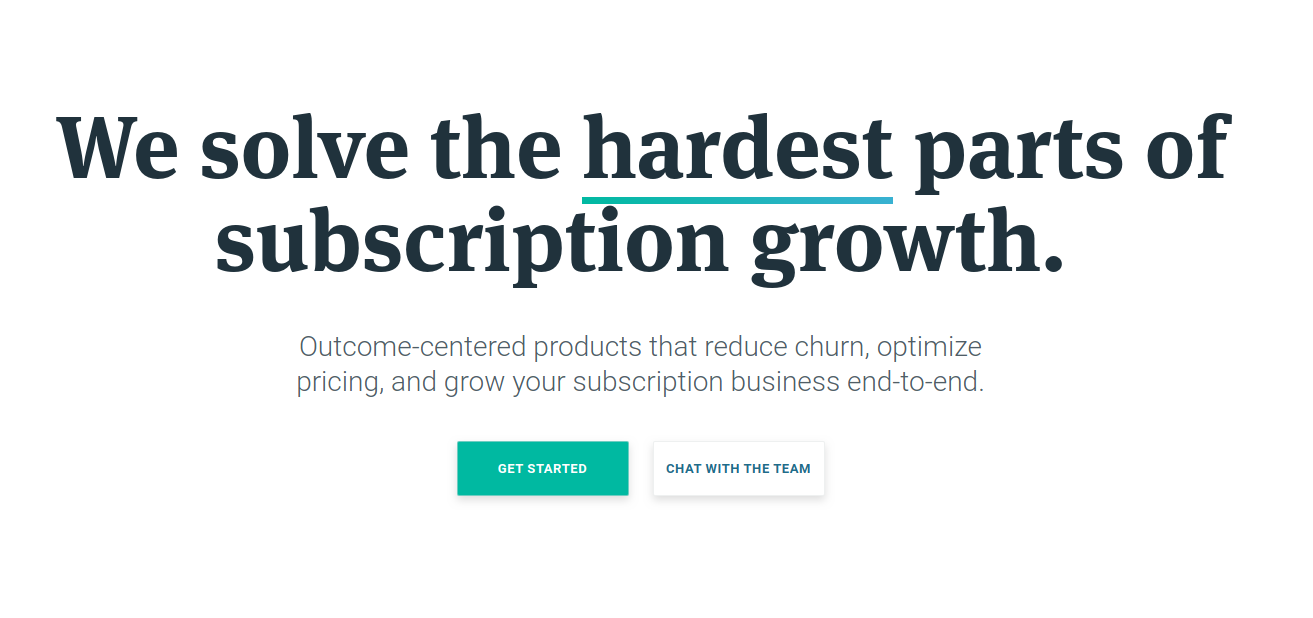 We solve the hardest parts of
subscription growth.
Outcome-centered products that reduce churn, optimize
pricing, and grow your subscription business end-to-end.
GET STARTED
CHAT WITH THE TEAM